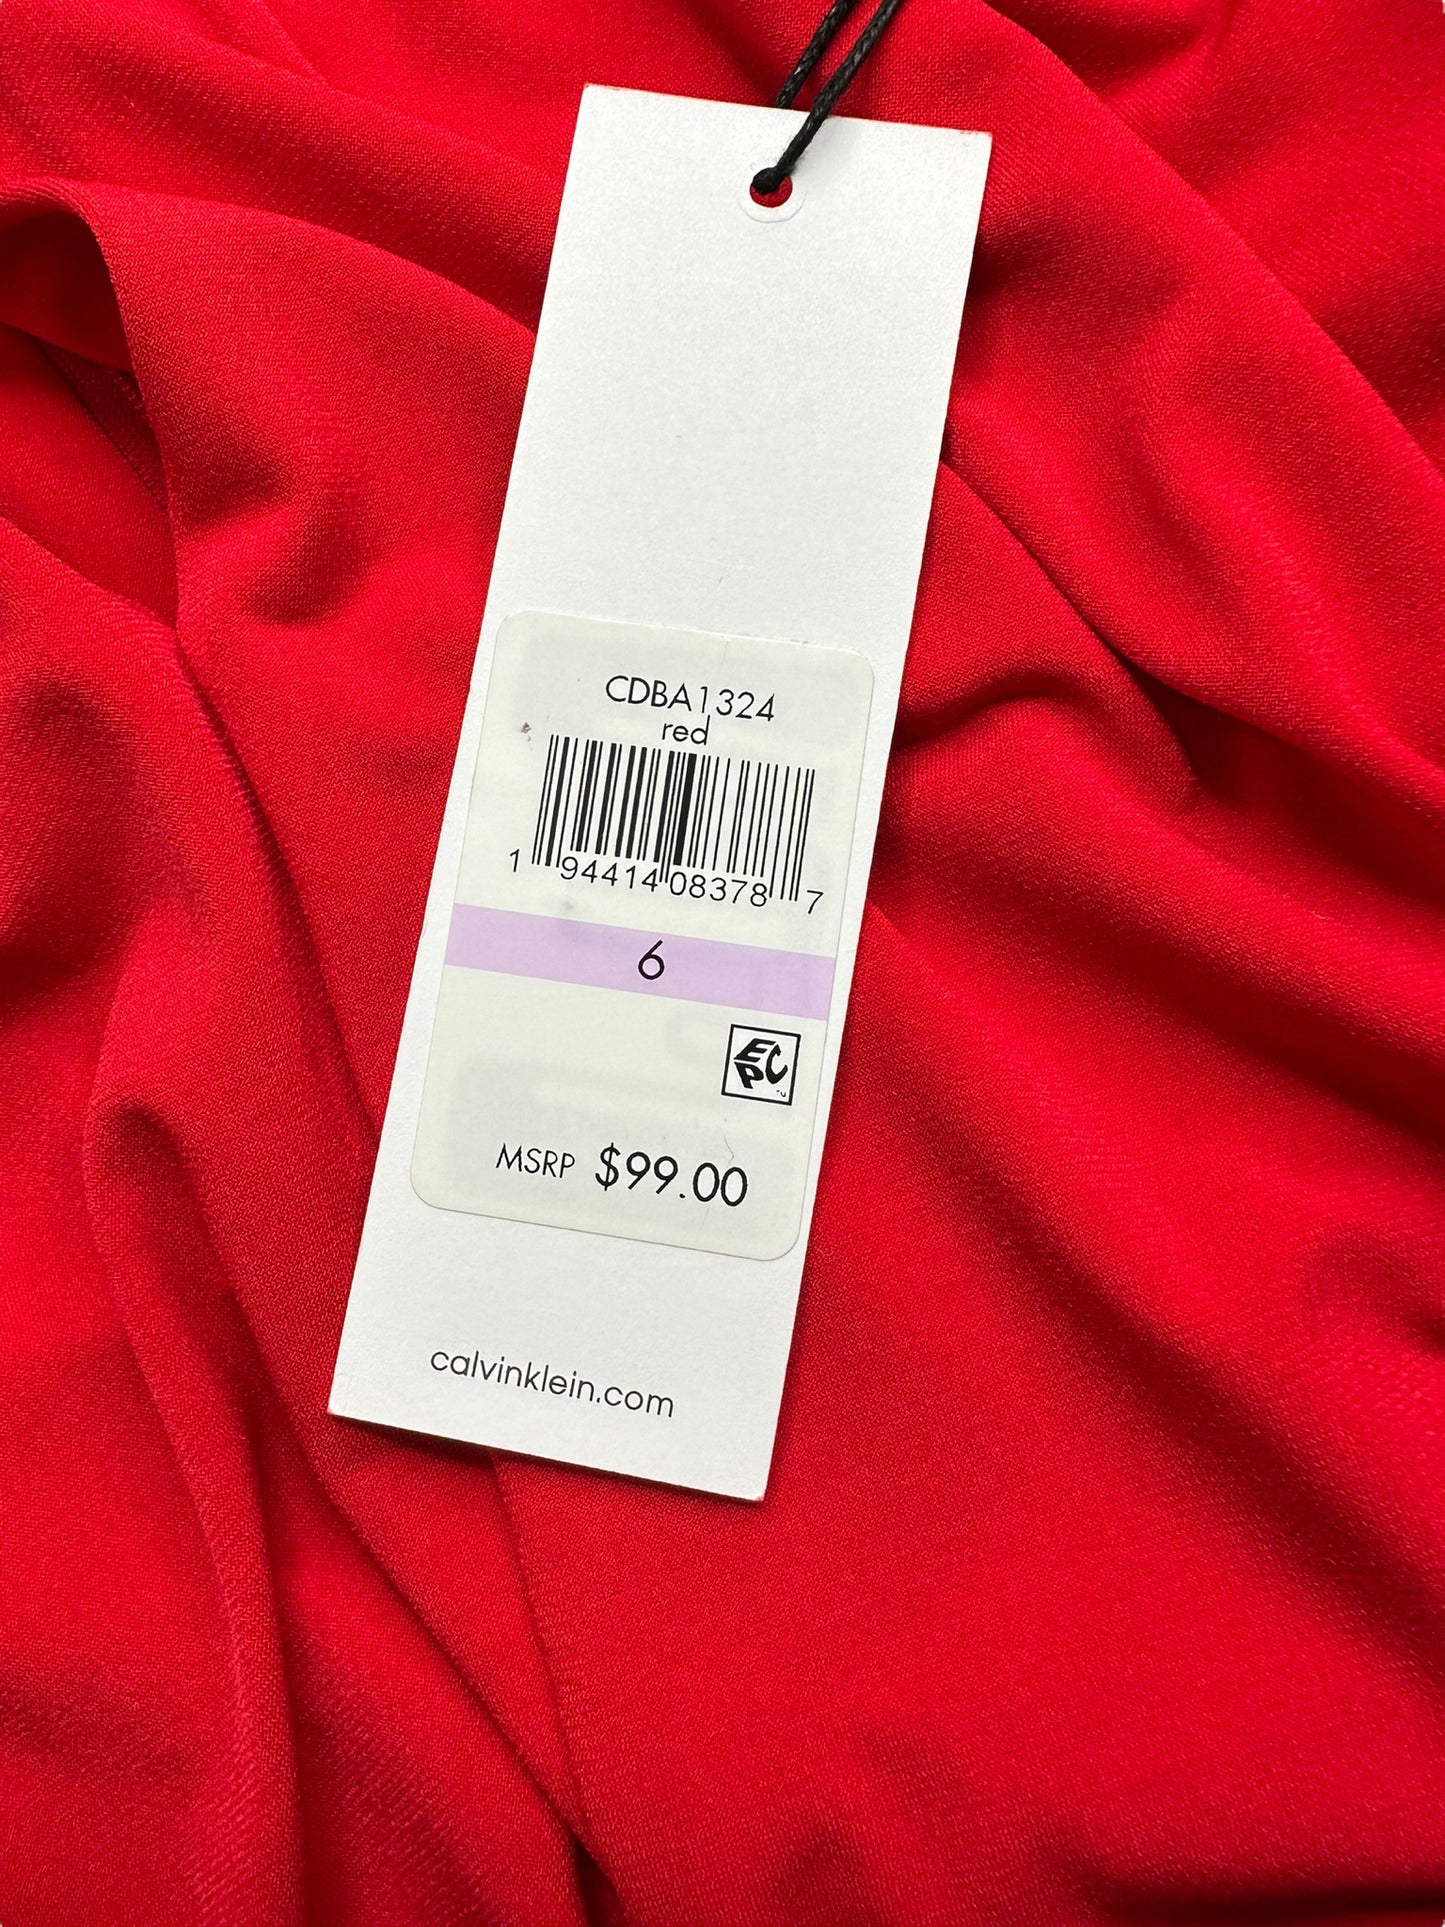 CDBA1324
red
1 94414 08378 7
6
EPC
MSRP $99.00
calvinklein.com